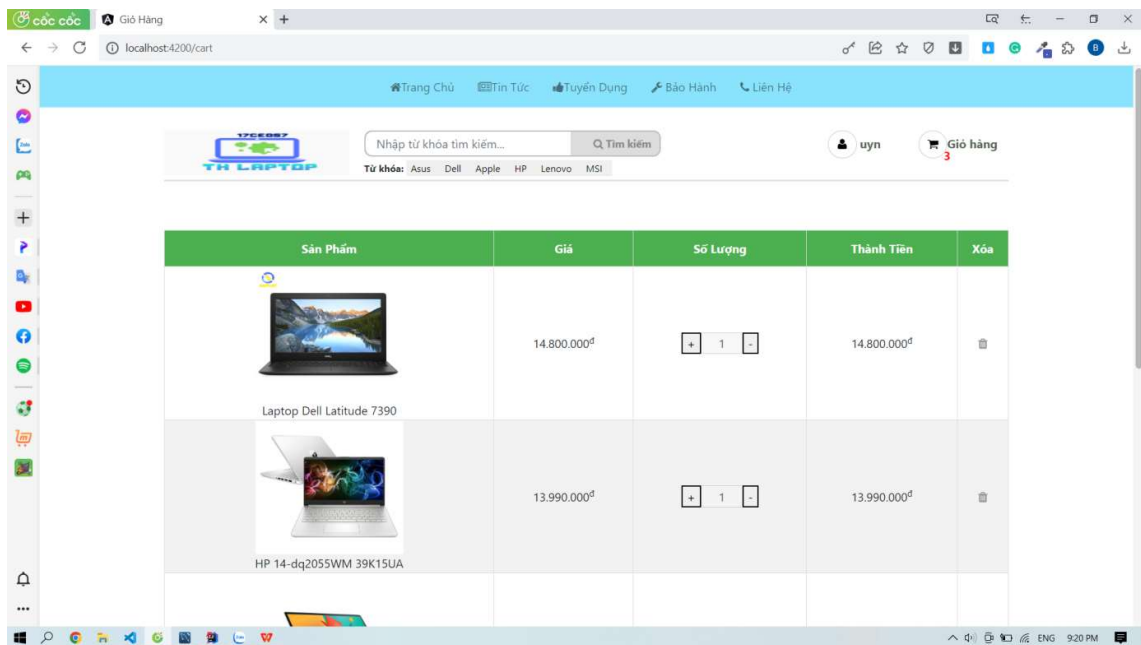 cốc cốc Giỏ Hàng
localhost:4200/cart
Trang Chủ Tin Tức Tuyển Dụng Bảo Hành Liên Hệ
17CE057
TH LAPTOP
Nhập từ khóa tìm kiếm... Tìm kiếm
uyn Giỏ hàng
3
Từ khóa: Asus Dell Apple HP Lenovo MSI
Sản Phẩm Giá Số Lượng Thành Tiền Xóa
14.800.000đ + 1 - 14.800.000đ
Laptop Dell Latitude 7390
13.990.000đ + 1 - 13.990.000đ
HP 14-dq2055WM 39K15UA
ENG 9:20 PM